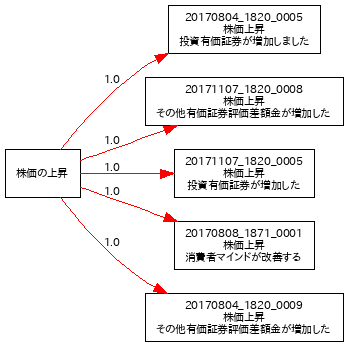 20170804_1820_0005
株価上昇
投資有価証券が増加しました
1.0
20171107_1820_0008
株価上昇
その他有価証券評価差額金が増加した
1.0
株価の上昇
1.0
20171107_1820_0005
株価上昇
投資有価証券が増加した
1.0
20170808_1871_0001
株価上昇
消費者マインドが改善する
1.0
20170804_1820_0009
株価上昇
その他有価証券評価差額金が増加した